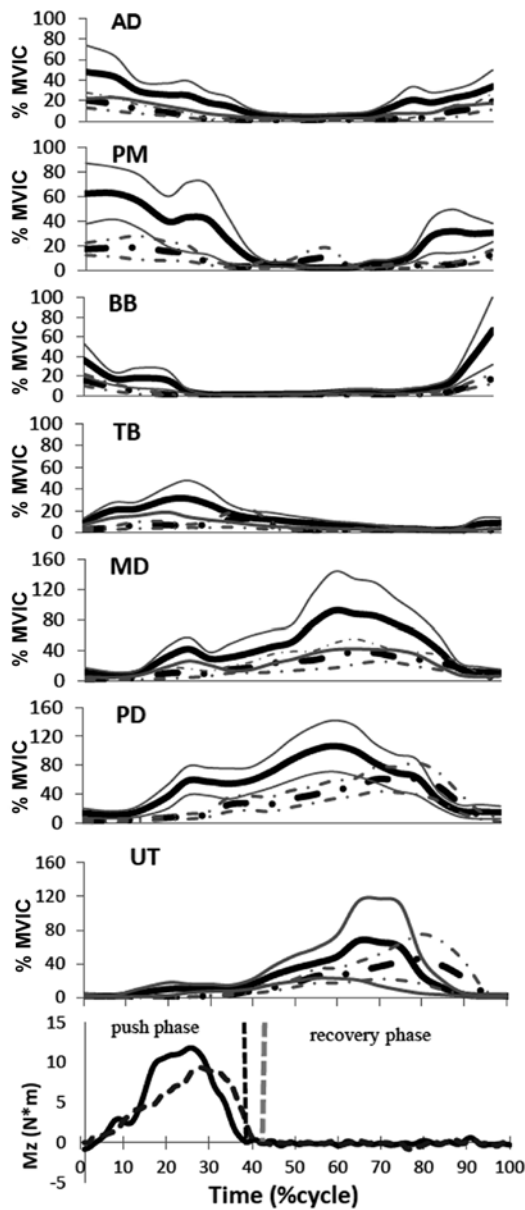 AD
% MVIC
100
80
60
40
20
0
PM
% MVIC
100
80
60
40
20
0
BB
% MVIC
100
80
60
40
20
0
TB
% MVIC
100
80
60
40
20
0
MD
% MVIC
160
120
80
40
0
PD
% MVIC
160
120
80
40
0
UT
% MVIC
160
120
80
40
0
push phase recovery phase
Mz (N*m)
15
10
5
0
-5
0 10 20 30 40 50 60 70 80 90 100
Time (%cycle)